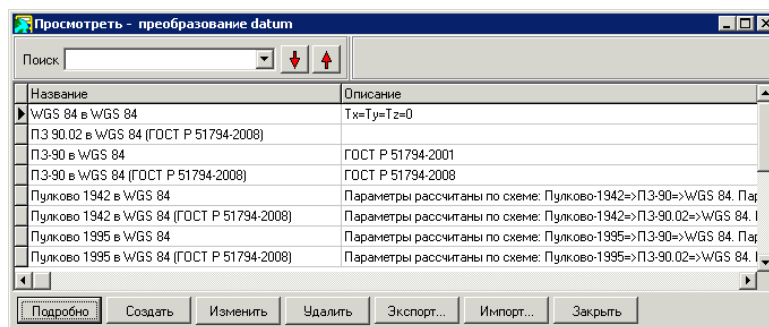 Просмотреть - преобразование datum
Поиск
Название Описание
WGS 84 в WGS 84 Tx=Ty=Tz=0
ПЗ 90.02 в WGS 84 (ГОСТ Р 51794-2008)
ПЗ-90 в WGS 84 ГОСТ Р 51794-2001
ПЗ-90 в WGS 84 (ГОСТ Р 51794-2008) ГОСТ Р 51794-2008
Пулково 1942 в WGS 84 Параметры рассчитаны по схеме: Пулково-1942=>ПЗ-90=>WGS 84. Пар
Пулково 1942 в WGS 84 (ГОСТ Р 51794-2008) Параметры рассчитаны по схеме: Пулково-1942=>ПЗ-90.02=>WGS 84.
Пулково 1995 в WGS 84 Параметры рассчитаны по схеме: Пулково-1995=>ПЗ-90=>WGS 84. Пар
Пулково 1995 в WGS 84 (ГОСТ Р 51794-2008) Параметры рассчитаны по схеме: Пулково-1995=>ПЗ-90.02=>WGS 84.
Подробно Создать Изменить Удалить Экспорт... Импорт... Закрыть